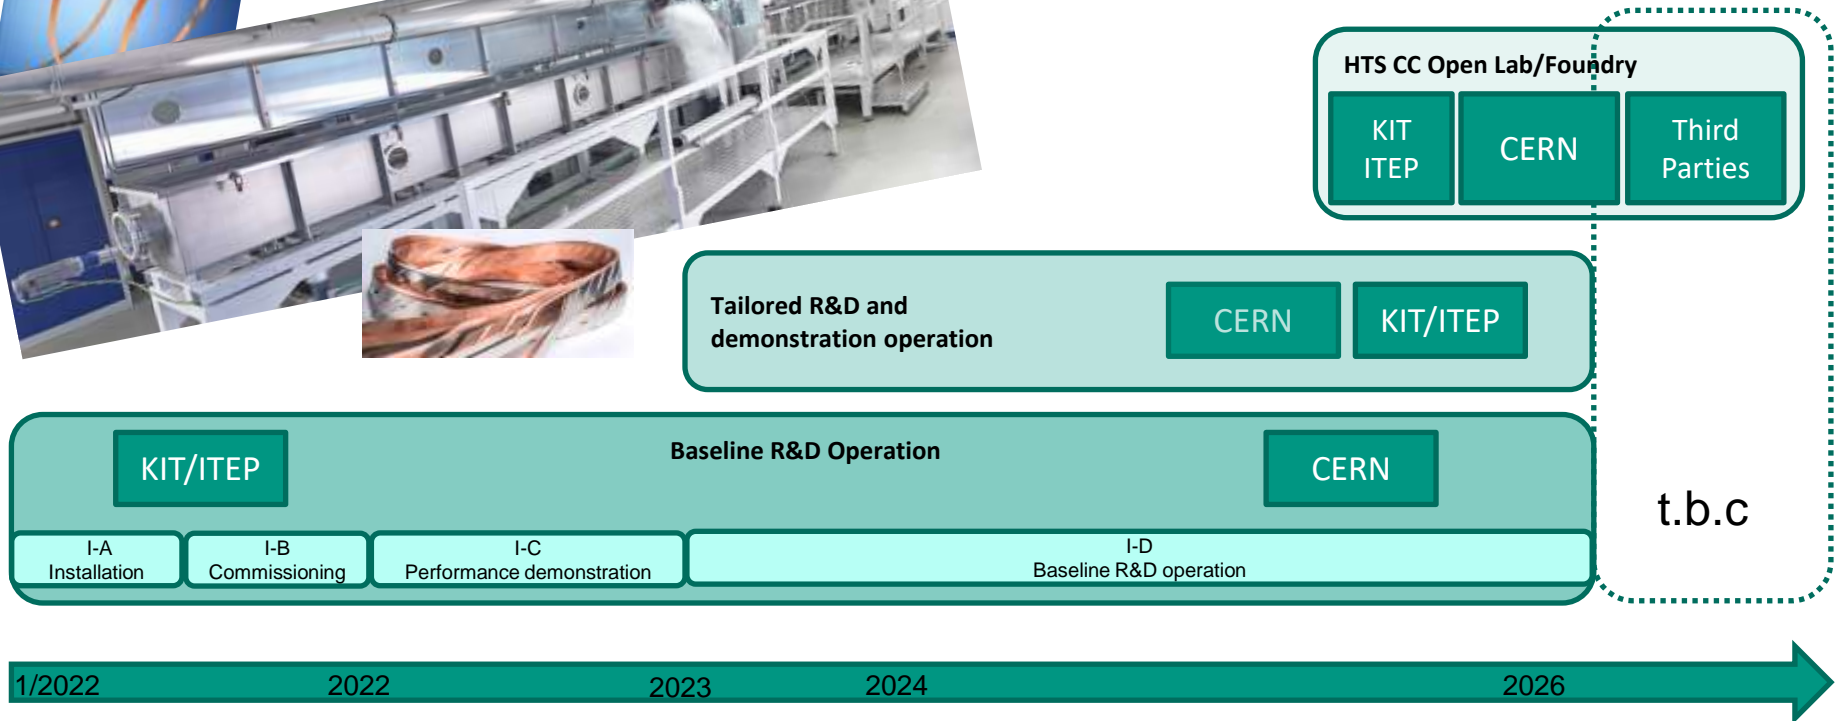 HTS CC Open Lab/Foundry
KIT
ITEP
CERN
Third
Parties
Tailored R&D and
demonstration operation
CERN
KIT/ITEP
Baseline R&D Operation
KIT/ITEP
CERN
t.b.c
I-A
Installation
I-B
Commissioning
I-C
Performance demonstration
I-D
Baseline R&D operation
1/2022
2022
2023
2024
2026